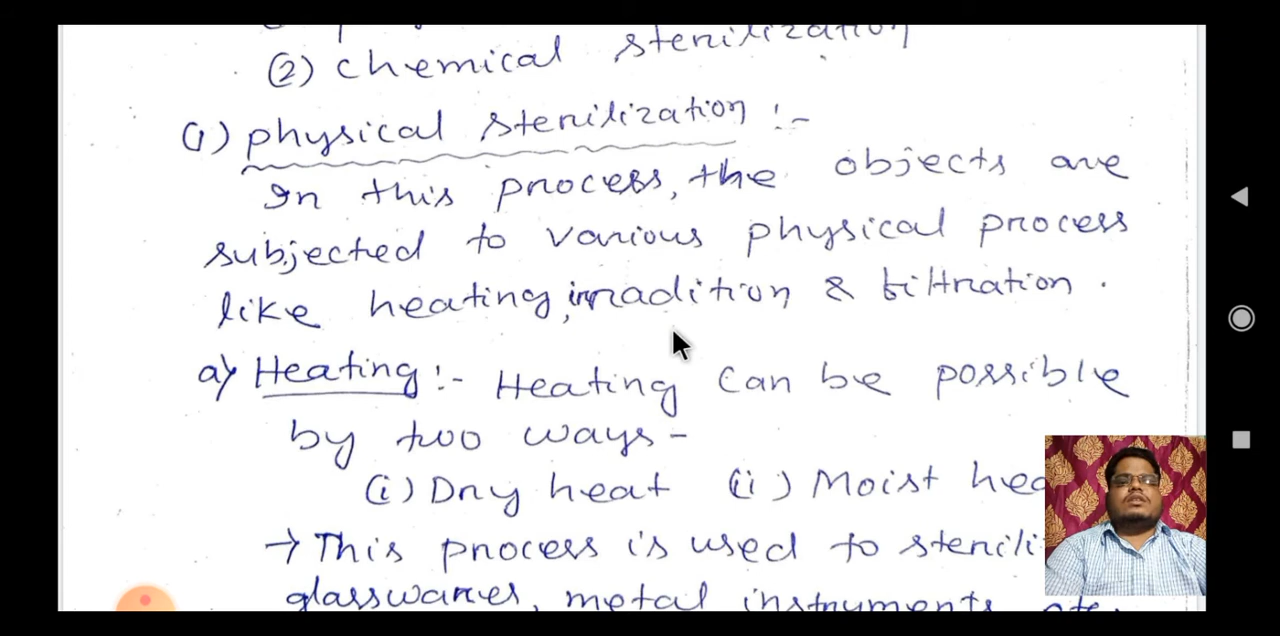 (2) chemical sterilization
(1) physical sterilization :-
In this process, the objects are
subjected to various physical process
like heating, irradition & filtration.
a) Heating :- Heating can be possible
by two ways -
(i) Dry heat (ii) Moist hea
→ This process is used to sterili
glasswares, metal instruments etc.